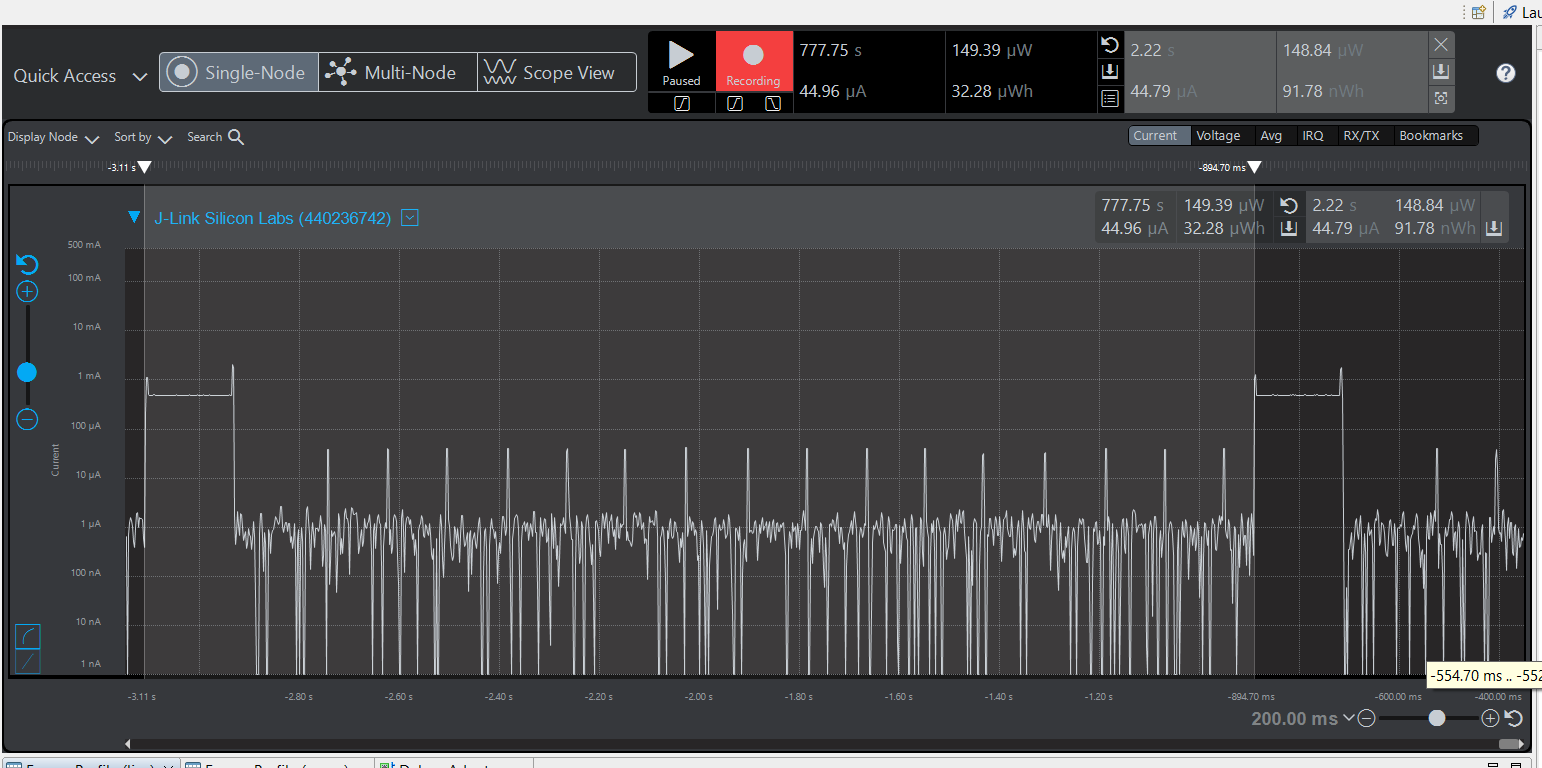 Lau
Quick Access
Single-Node
Multi-Node
Scope View
Paused
Recording
777.75 s
149.39 µW
44.96 µA
32.28 µWh
2.22 s
148.84 µW
44.79 µA
91.78 nWh
Display Node
Sort by
Search
Current
Voltage
Avg
IRQ
RX/TX
Bookmarks
-3.11 s
-894.70 ms
J-Link Silicon Labs (440236742)
777.75 s
149.39 µW
44.96 µA
32.28 µWh
2.22 s
148.84 µW
44.79 µA
91.78 nWh
500 mA
100 mA
10 mA
1 mA
100 µA
10 µA
1 µA
100 nA
10 nA
1 nA
Current
-3.11 s
-2.80 s
-2.60 s
-2.40 s
-2.20 s
-2.00 s
-1.80 s
-1.60 s
-1.40 s
-1.20 s
-894.70 ms
-600.00 ms
-400.00 ms
-554.70 ms .. -552
200.00 ms